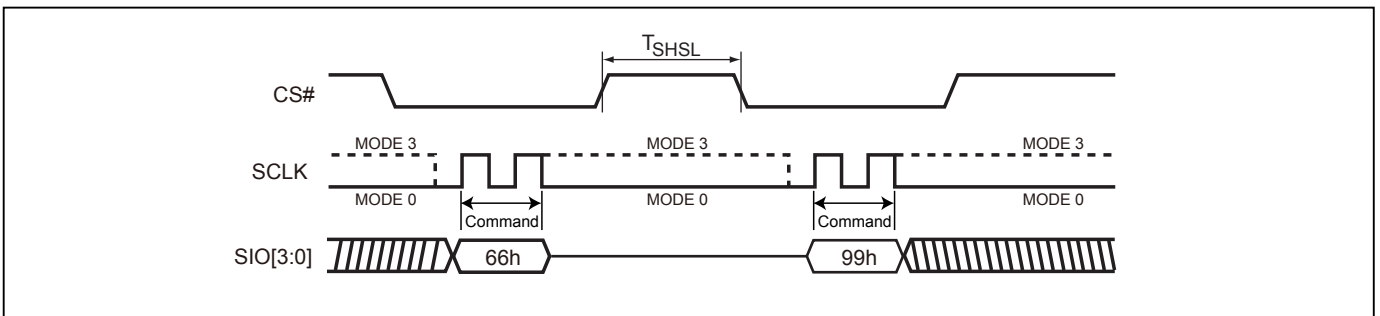 TSHSL
CS#
MODE 3 MODE 3 MODE 3
SCLK
MODE 0 MODE 0 MODE 0
Command Command
SIO[3:0] 66h 99h